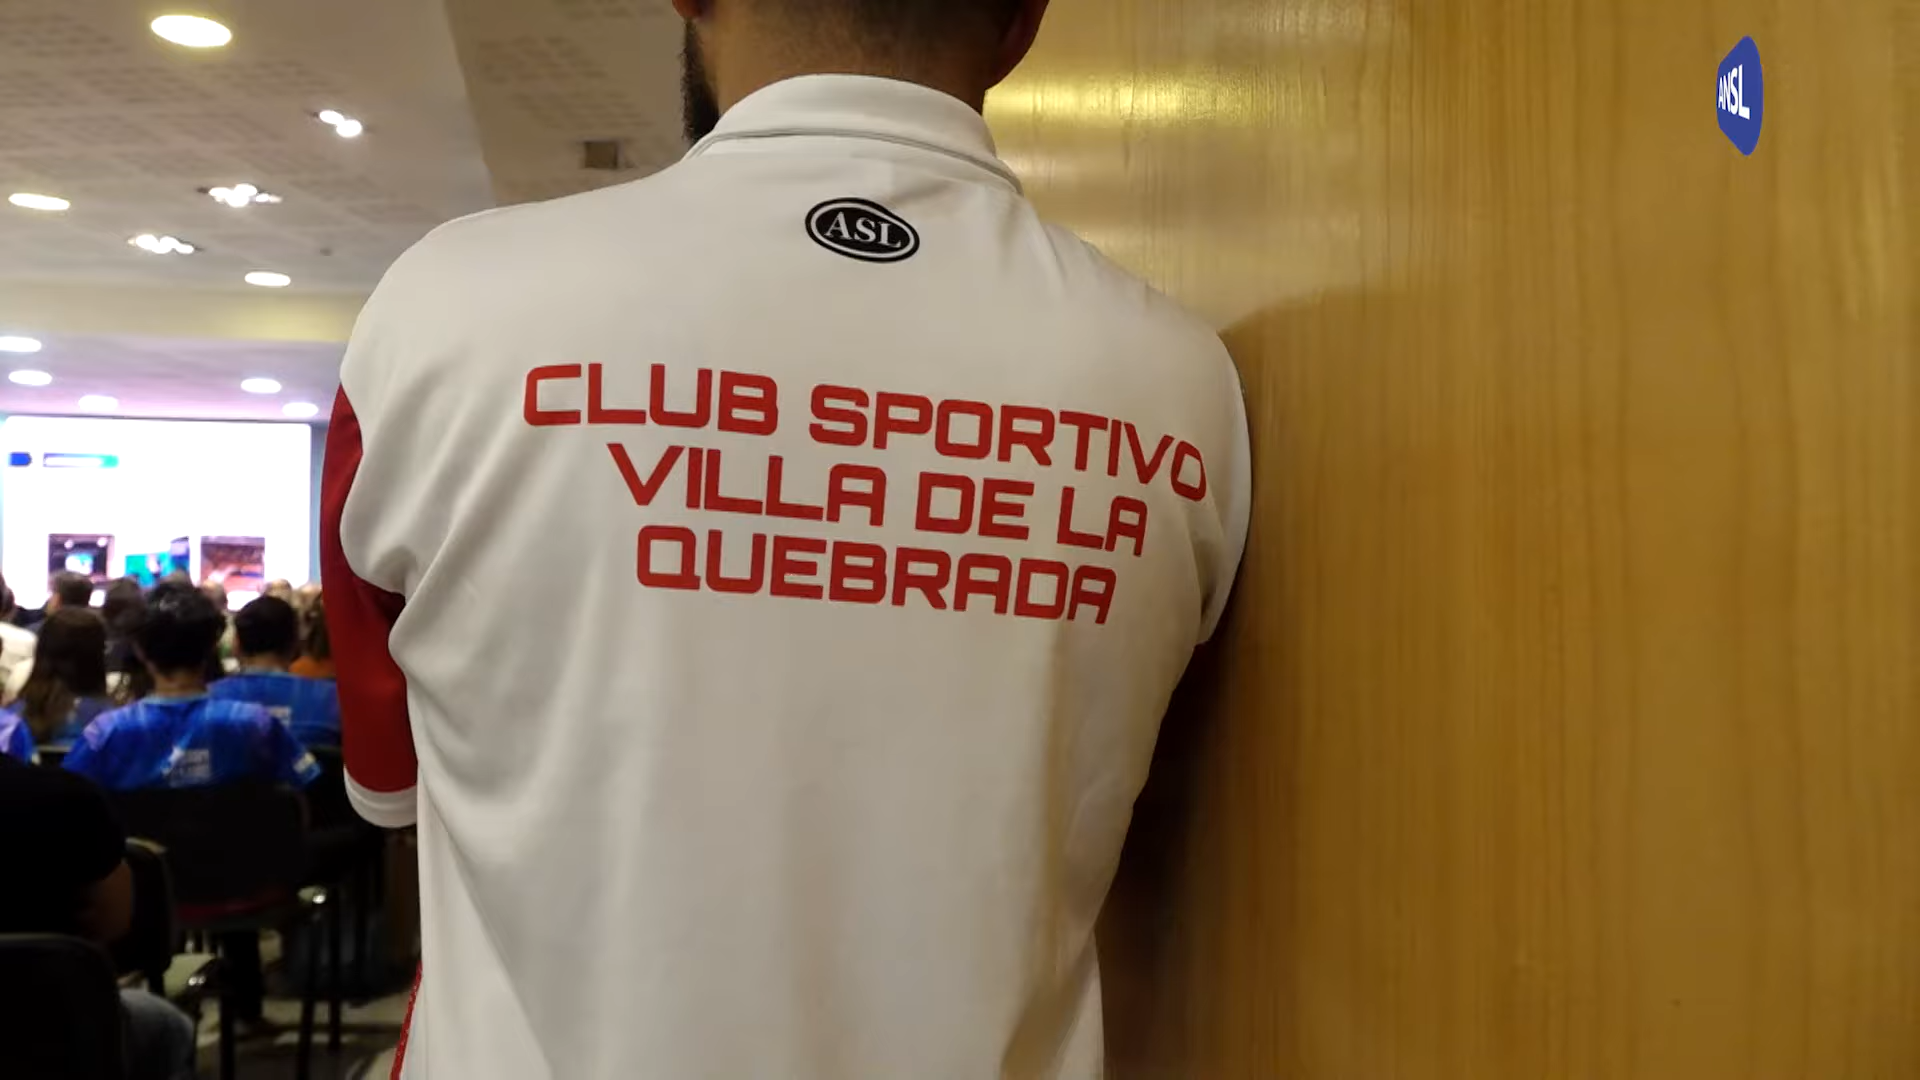 ANSL
ASL
CLUB SPORTIVO
VILLA DE LA
QUEBRADA